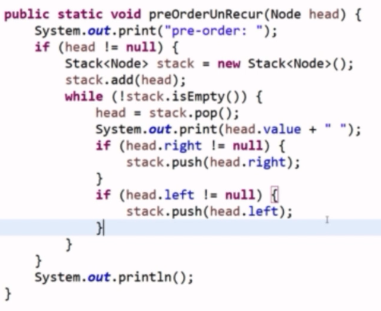 public static void preOrderUnRecur(Node head) {
    System.out.print("pre-order: ");
    if (head != null) {
        Stack<Node> stack = new Stack<Node>();
        stack.add(head);
        while (!stack.isEmpty()) {
            head = stack.pop();
            System.out.print(head.value + " ");
            if (head.right != null) {
                stack.push(head.right);
            }
            if (head.left != null) {
                stack.push(head.left);
            }
        }
    }
    System.out.println();
}